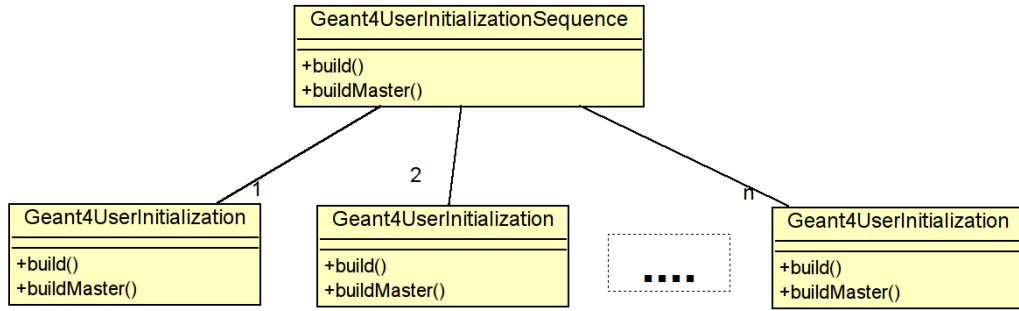 Geant4UserInitializationSequence
+build()
+buildMaster()
1
2
n
Geant4UserInitialization
+build()
+buildMaster()
Geant4UserInitialization
+build()
+buildMaster()
....
Geant4UserInitialization
+build()
+buildMaster()